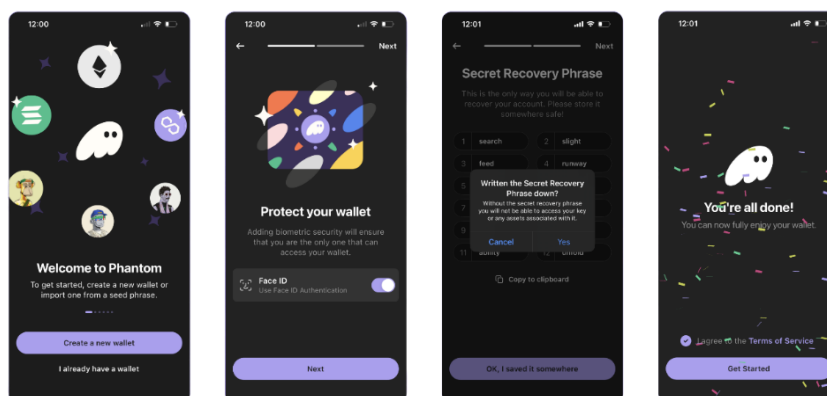 12:00
Welcome to Phantom
To get started, create a new wallet or
import one from a seed phrase.
Create a new wallet
I already have a wallet
12:00
Next
Protect your wallet
Adding biometric security will ensure
that you are the only one that can
access your wallet.
Face ID
Use Face ID Authentication
Next
12:01
Next
Secret Recovery Phrase
This is the only way you will be able to
recover your account. Please store it
somewhere safe!
1 search 2 slight
3 feed 4 runway
5
Written the Secret Recovery
Phrase down?
Without the secret recovery phrase
you will not be able to access your key
or any assets associated with it.
7
9
Cancel Yes
11 ability 12 unfold
Copy to clipboard
OK, I saved it somewhere
12:01
You're all done!
You can now fully enjoy your wallet.
I agree to the Terms of Service
Get Started